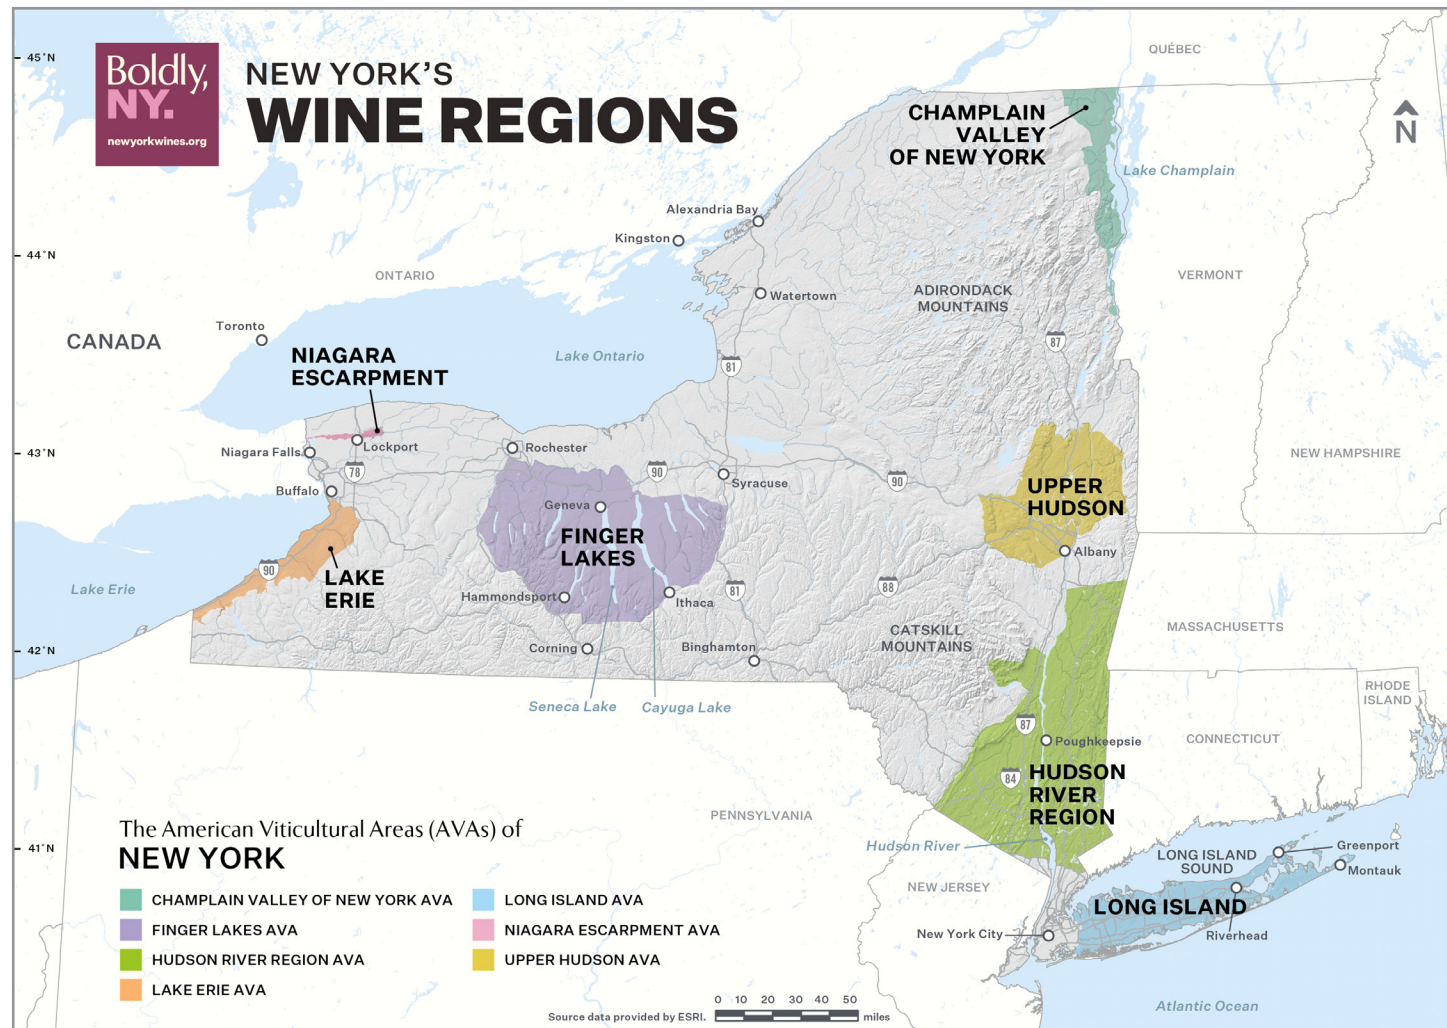 45°N
44°N
43°N
42°N
41°N
Boldly,
NY.
newyorkwines.org
NEW YORK'S
WINE REGIONS
QUÉBEC
N
CHAMPLAIN
VALLEY
OF NEW YORK
Lake Champlain
Alexandria Bay
Kingston
ONTARIO
VERMONT
ADIRONDACK
MOUNTAINS
Watertown
CANADA
Toronto
NIAGARA
ESCARPMENT
Lake Ontario
87
81
Niagara Falls
Lockport
Rochester
NEW HAMPSHIRE
78
90
90
Syracuse
Buffalo
UPPER
HUDSON
Geneva
FINGER
LAKES
Albany
90
LAKE
ERIE
Lake Erie
Hammondsport
Ithaca
81
88
CATSKILL
MOUNTAINS
MASSACHUSETTS
Corning
Binghamton
Seneca Lake
Cayuga Lake
RHODE
ISLAND
87
Poughkeepsie
CONNECTICUT
84
HUDSON
RIVER
REGION
PENNSYLVANIA
Hudson River
LONG ISLAND
SOUND
Greenport
Montauk
NEW JERSEY
LONG ISLAND
New York City
Riverhead
Atlantic Ocean
The American Viticultural Areas (AVAs) of
NEW YORK
CHAMPLAIN VALLEY OF NEW YORK AVA
FINGER LAKES AVA
HUDSON RIVER REGION AVA
LAKE ERIE AVA
LONG ISLAND AVA
NIAGARA ESCARPMENT AVA
UPPER HUDSON AVA
0 10 20 30 40 50
Source data provided by ESRI.
miles